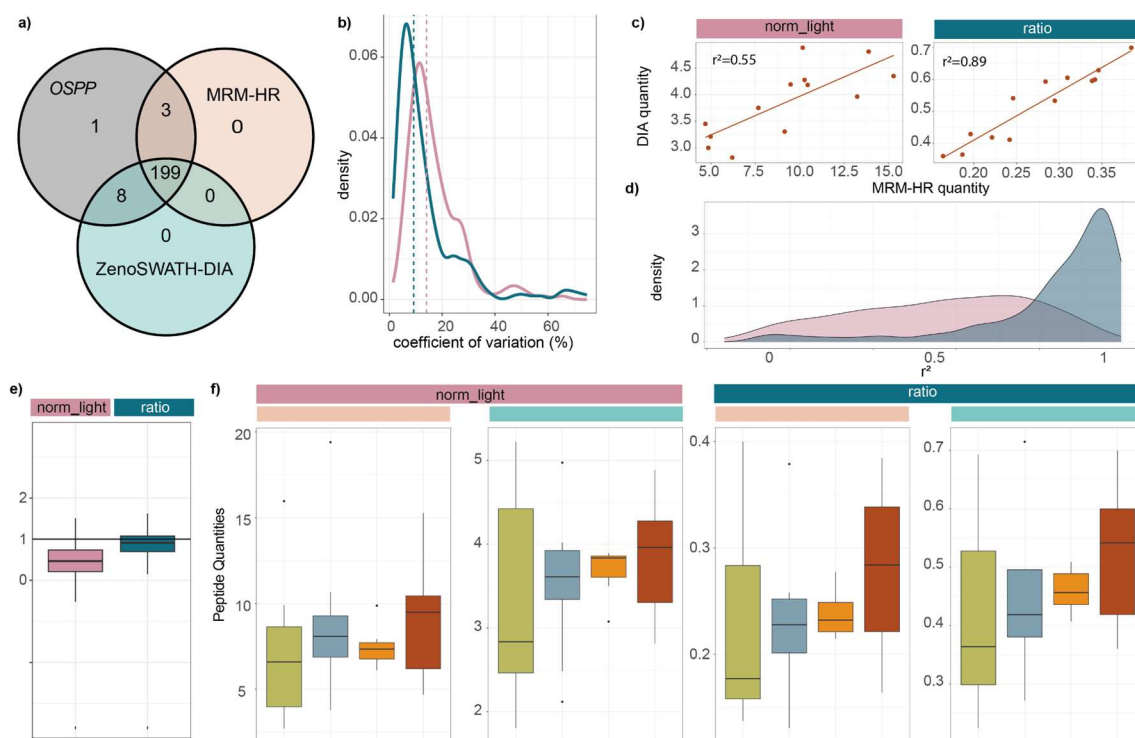 a)
OSPP
1
3
MRM-HR
0
199
8
0
0
ZenoSWATH-DIA
b)
density
0.06
0.04
0.02
0.00
0
20
40
60
coefficient of variation (%)
c)
norm_light
ratio
r²=0.55
r²=0.89
DIA quantity
4.5
4.0
3.5
3.0
5.0
7.5
10.0
12.5
15.0
0.7
0.6
0.5
0.4
0.20
0.25
0.30
0.35
MRM-HR quantity
d)
density
3
2
1
0
0
0.5
1
r²
e)
norm_light
ratio
2
1
0
f)
norm_light
ratio
Peptide Quantities
20
15
10
5
5
4
3
2
0.4
0.3
0.2
0.7
0.6
0.5
0.4
0.3